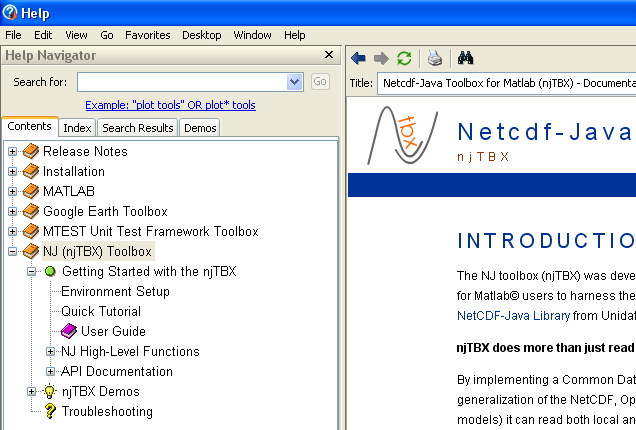 Help
File Edit View Go Favorites Desktop Window Help
Help Navigator
Search for: Go
Example: "plot tools" OR plot* tools
Contents Index Search Results Demos
Release Notes
Installation
MATLAB
Google Earth Toolbox
MTEST Unit Test Framework Toolbox
NJ (njTBX) Toolbox
Getting Started with the njTBX
Environment Setup
Quick Tutorial
User Guide
NJ High-Level Functions
API Documentation
njTBX Demos
Troubleshooting
Title: Netcdf-Java Toolbox for Matlab (njTBX) - Documenta
tbx
Netcdf-Java
njTBX
INTRODUCTIO
The NJ toolbox (njTBX) was deve
for Matlab© users to harness the
NetCDF-Java Library from Unida
njTBX does more than just read
By implementing a Common Dat
generalization of the NetCDF, Op
models) it can read both local an